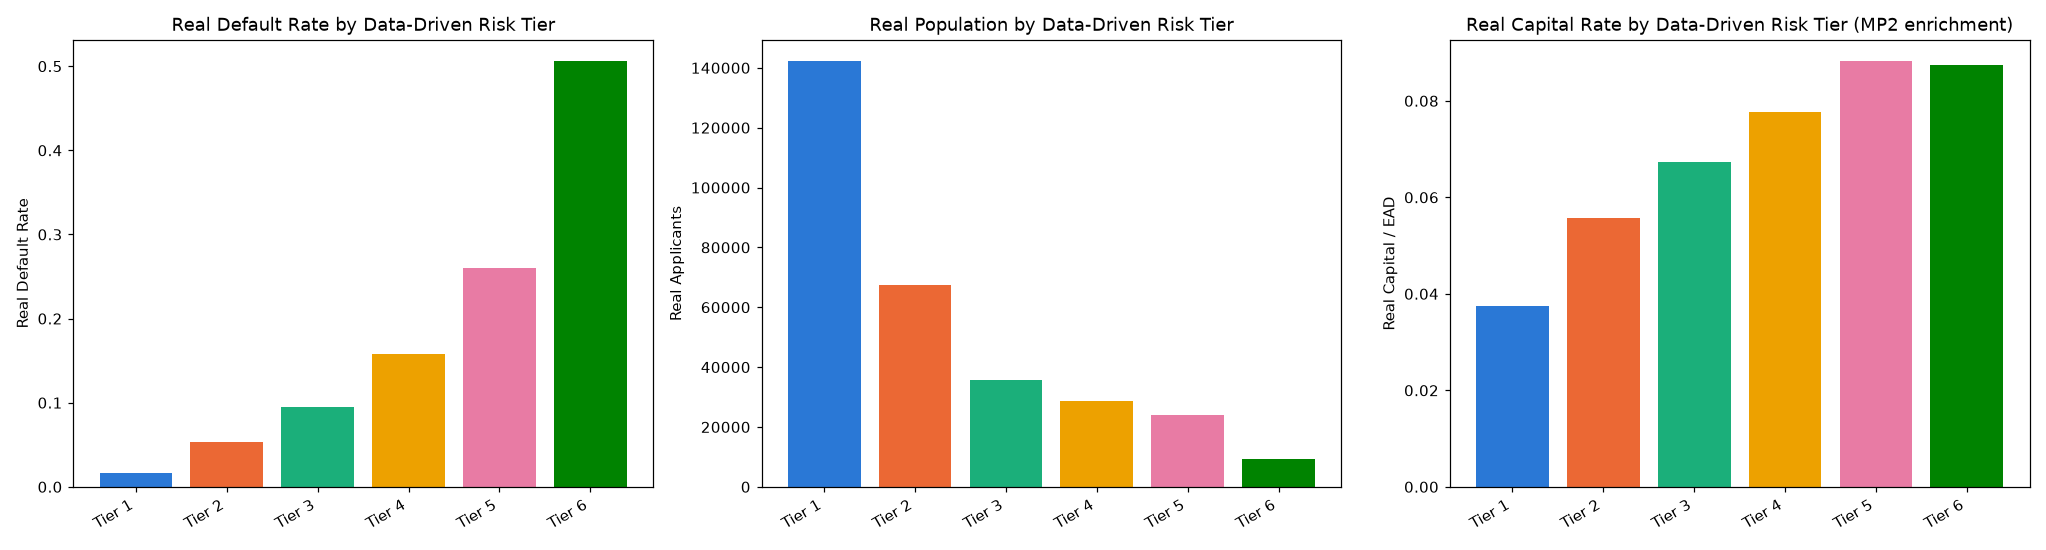 Real Default Rate by Data-Driven Risk Tier
Real Default Rate
0.5
0.4
0.3
0.2
0.1
0.0
Tier 1
Tier 2
Tier 3
Tier 4
Tier 5
Tier 6
Real Population by Data-Driven Risk Tier
Real Applicants
140000
120000
100000
80000
60000
40000
20000
0
Tier 1
Tier 2
Tier 3
Tier 4
Tier 5
Tier 6
Real Capital Rate by Data-Driven Risk Tier (MP2 enrichment)
Real Capital / EAD
0.08
0.06
0.04
0.02
0.00
Tier 1
Tier 2
Tier 3
Tier 4
Tier 5
Tier 6